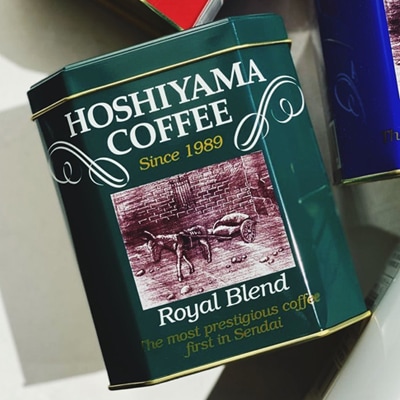 HOSHIYAMA
COFFEE
Since 1989
Royal Blend
The most prestigious coffee
first in Sendai